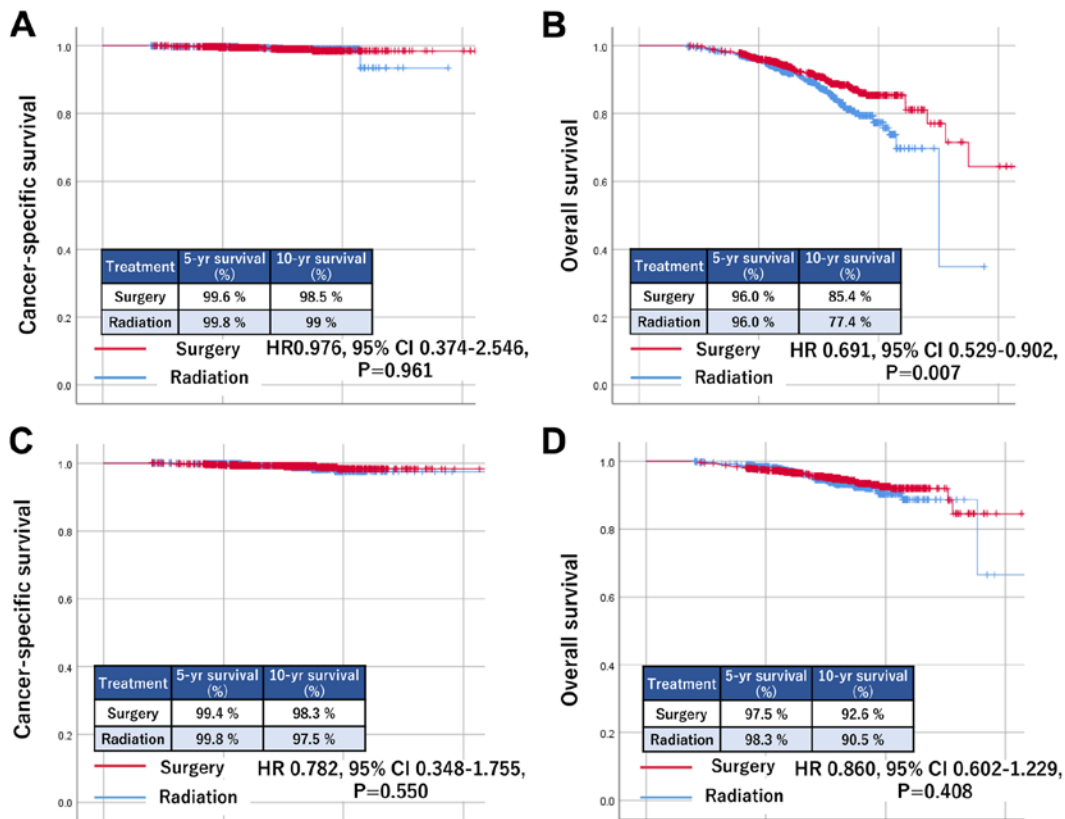 A
Cancer-specific survival
1.0
0.8
0.6
0.4
0.2
0.0
Treatment 5-yr survival (%) 10-yr survival (%)
Surgery 99.6 % 98.5 %
Radiation 99.8 % 99 %
Surgery
Radiation
HR0.976, 95% CI 0.374-2.546,
P=0.961
B
Overall survival
1.0
0.8
0.6
0.4
0.2
0.0
Treatment 5-yr survival (%) 10-yr survival (%)
Surgery 96.0 % 85.4 %
Radiation 96.0 % 77.4 %
Surgery
Radiation
HR 0.691, 95% CI 0.529-0.902,
P=0.007
C
Cancer-specific survival
1.0
0.8
0.6
0.4
0.2
0.0
Treatment 5-yr survival (%) 10-yr survival (%)
Surgery 99.4 % 98.3 %
Radiation 99.8 % 97.5 %
Surgery
Radiation
HR 0.782, 95% CI 0.348-1.755,
P=0.550
D
Overall survival
1.0
0.8
0.6
0.4
0.2
0.0
Treatment 5-yr survival (%) 10-yr survival (%)
Surgery 97.5 % 92.6 %
Radiation 98.3 % 90.5 %
Surgery
Radiation
HR 0.860, 95% CI 0.602-1.229,
P=0.408